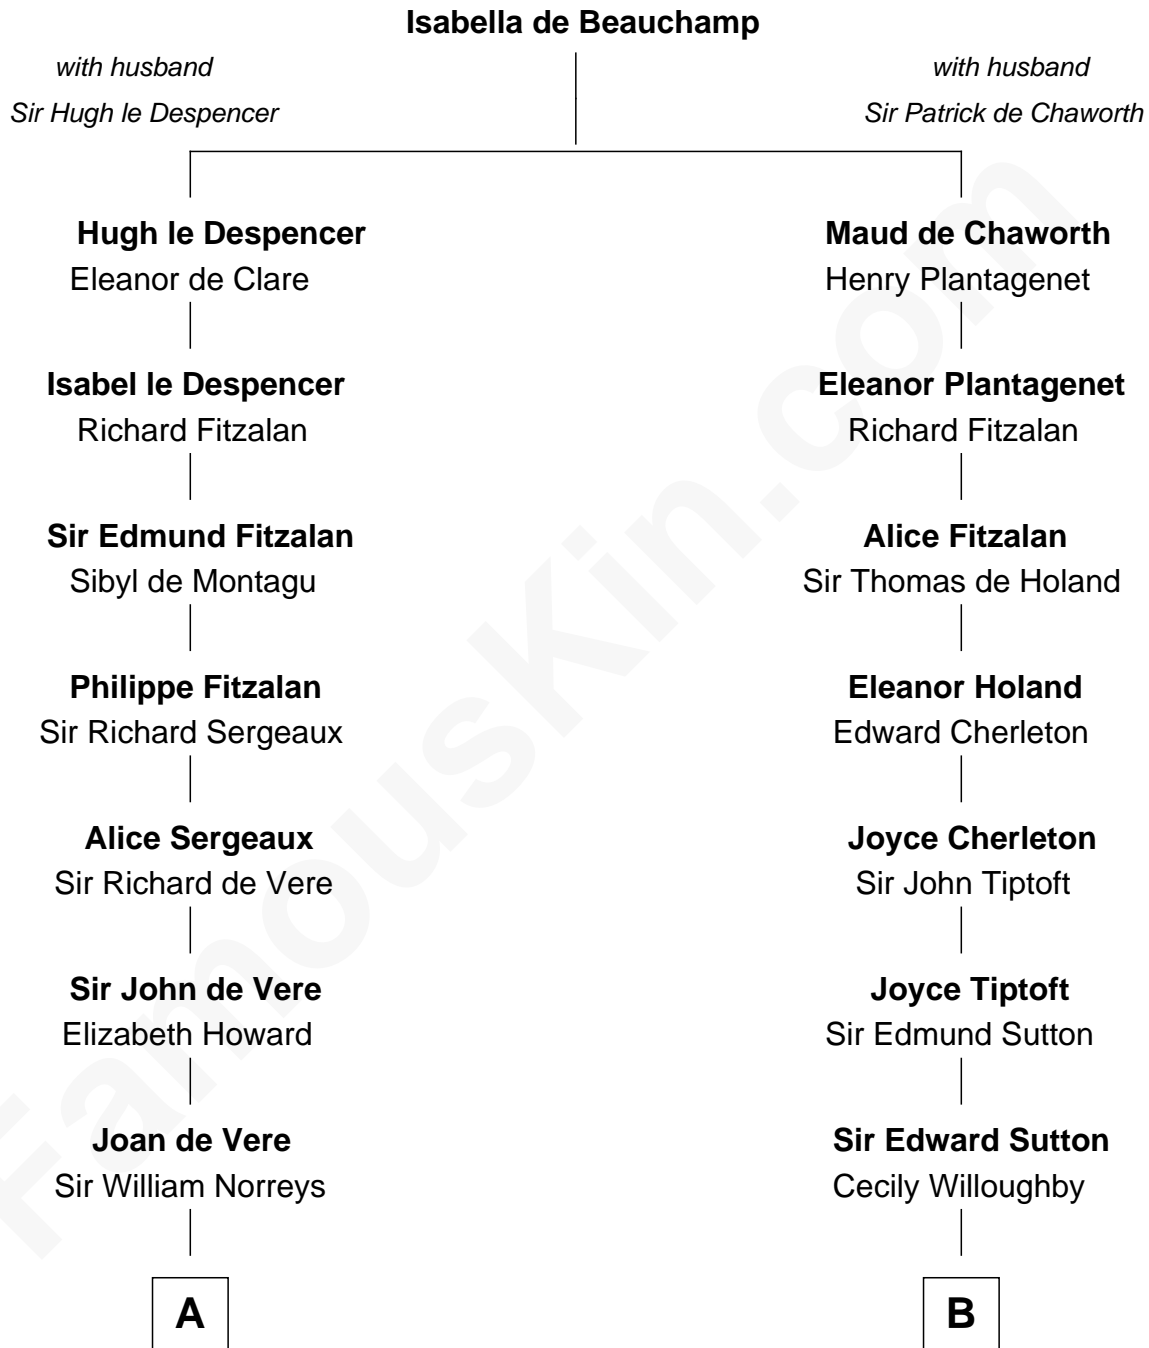 Isabella de Beauchamp
with husband
Sir Hugh le Despencer
with husband
Sir Patrick de Chaworth
Hugh le Despencer
Eleanor de Clare
Maud de Chaworth
Henry Plantagenet
Isabel le Despencer
Richard Fitzalan
Eleanor Plantagenet
Richard Fitzalan
Sir Edmund Fitzalan
Sibyl de Montagu
Alice Fitzalan
Sir Thomas de Holand
Philippe Fitzalan
Sir Richard Sergeaux
Eleanor Holand
Edward Cherleton
Alice Sergeaux
Sir Richard de Vere
Joyce Cherleton
Sir John Tiptoft
Sir John de Vere
Elizabeth Howard
Joyce Tiptoft
Sir Edmund Sutton
Joan de Vere
Sir William Norreys
Sir Edward Sutton
Cecily Willoughby
A
B
FamousKin.com